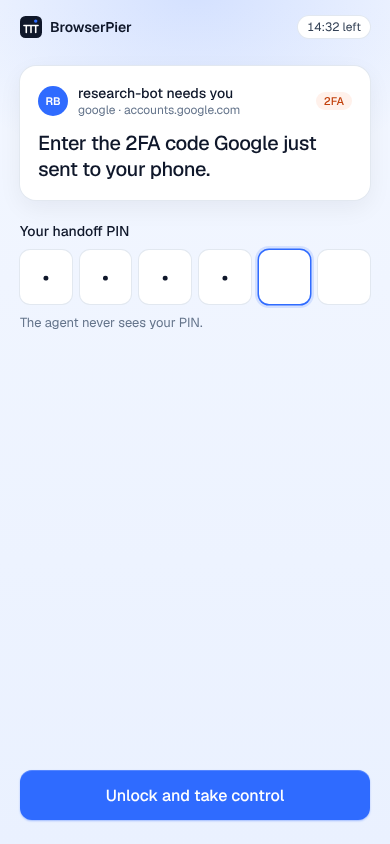 BrowserPier
14:32 left
RB
research-bot needs you
google · accounts.google.com
2FA
Enter the 2FA code Google just
sent to your phone.
Your handoff PIN
The agent never sees your PIN.
Unlock and take control